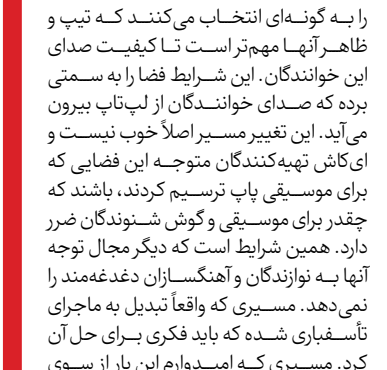 را به گونه‌ای انتخاب می‌کنند که تیپ و
ظاهر آنها مهم‌تر است تا کیفیت صدای
این خوانندگان. این شرایط فضا را به سمتی
برده که صدای خوانندگان از لپ‌تاپ بیرون
می‌آید. این تغییر مسیر اصلاً خوب نیست و
ای‌کاش تهیه‌کنندگان متوجه این فضایی که
برای موسیقی پاپ ترسیم کردند، باشند که
چقدر برای موسیقی و گوش شنوندگان ضرر
دارد. همین شرایط است که دیگر مجال توجه
آنها به نوازندگان و آهنگسازان دغدغه‌مند را
نمی‌دهد. مسیری که واقعاً تبدیل به ماجرای
تأسفباری شده که باید فکری برای حل آن
کرد. مسیری که امیدوارم این بار از سوی